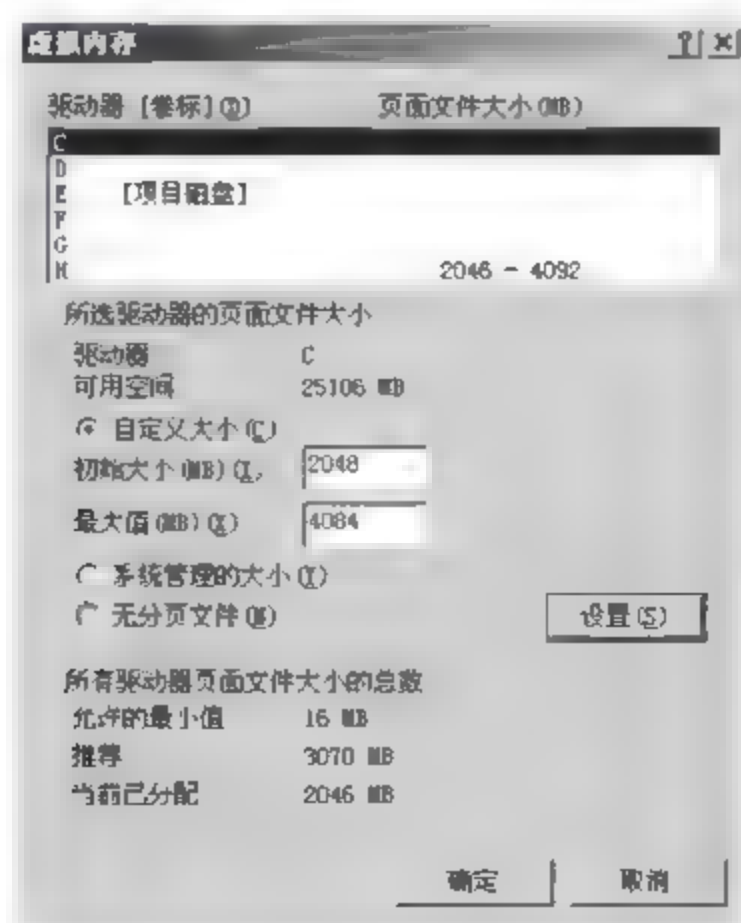 虚拟内存
驱动器 [卷标](D) 页面文件大小(MB)
C
D
E [项目磁盘]
F
G
H 2046 - 4092
所选驱动器的页面文件大小
驱动器 C
可用空间 25106 MB
自定义大小(C)
初始大小(MB)(I) 2048
最大值(MB)(X) 4084
系统管理的大小(Y)
无分页文件(N) 设置(S)
所有驱动器页面文件大小的总数
允许的最小值 16 MB
推荐 3070 MB
当前已分配 2046 MB
确定 取消